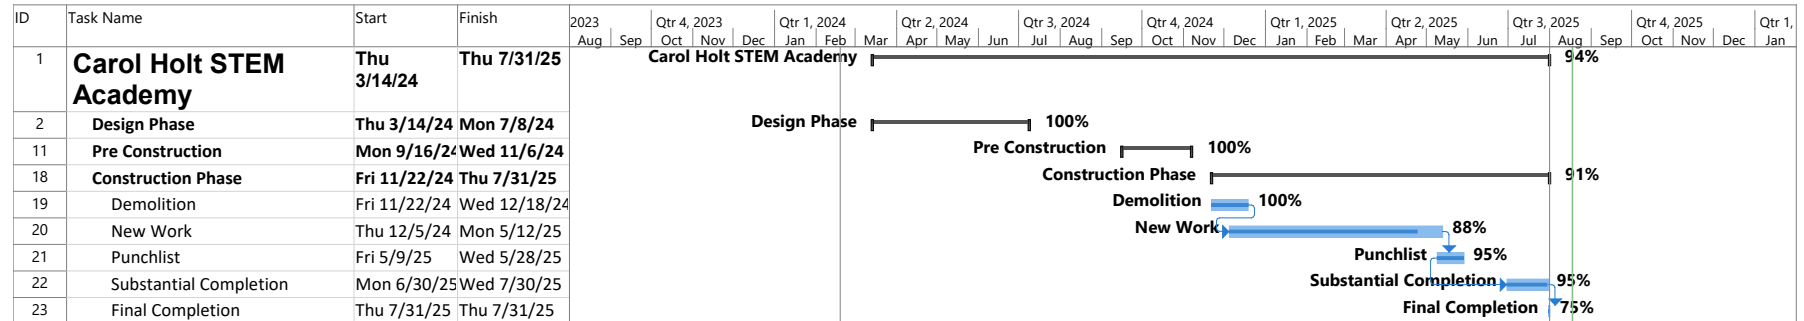 ID Task Name Start Finish 2023 Qtr 4, 2023 Qtr 1, 2024 Qtr 2, 2024 Qtr 3, 2024 Qtr 4, 2024 Qtr 1, 2025 Qtr 2, 2025 Qtr 3, 2025 Qtr 4, 2025 Qtr 1,
Aug Sep Oct Nov Dec Jan Feb Mar Apr May Jun Jul Aug Sep Oct Nov Dec Jan Feb Mar Apr May Jun Jul Aug Sep Oct Nov Dec Jan
1 Carol Holt STEM Thu Thu 7/31/25 Carol Holt STEM Academy 94%
Academy 3/14/24
2 Design Phase Thu 3/14/24 Mon 7/8/24 Design Phase 100%
11 Pre Construction Mon 9/16/24 Wed 11/6/24 Pre Construction 100%
18 Construction Phase Fri 11/22/24 Thu 7/31/25 Construction Phase 91%
19 Demolition Fri 11/22/24 Wed 12/18/24 Demolition 100%
20 New Work Thu 12/5/24 Mon 5/12/25 New Work 88%
21 Punchlist Fri 5/9/25 Wed 5/28/25 Punchlist 95%
22 Substantial Completion Mon 6/30/25 Wed 7/30/25 Substantial Completion 95%
23 Final Completion Thu 7/31/25 Thu 7/31/25 Final Completion 75%